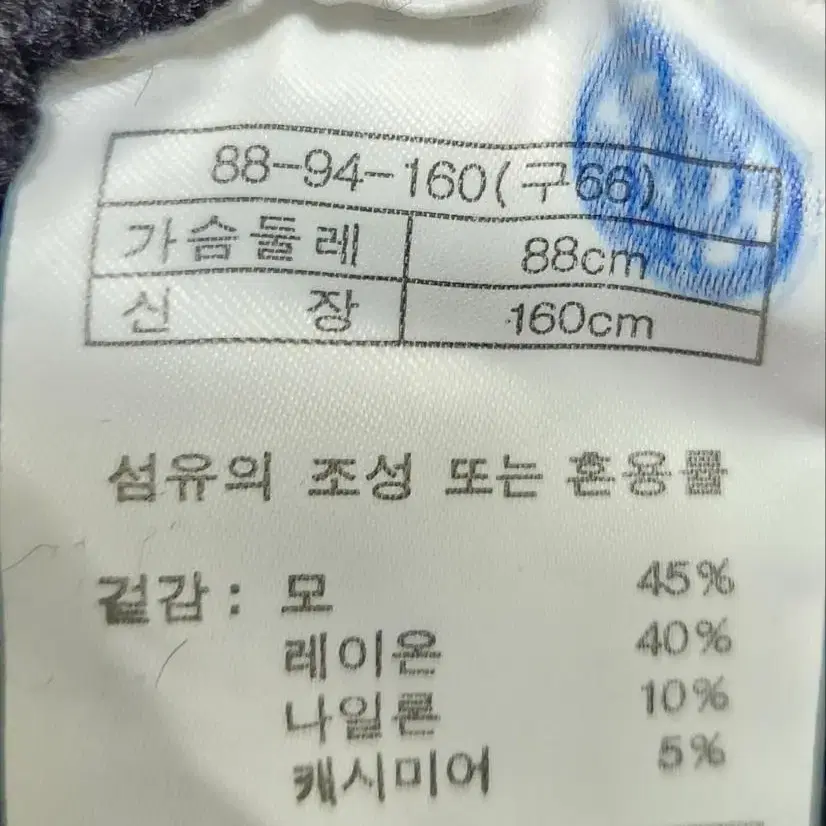 88-94-160(구66)
가슴둘레 88cm
신 장 160cm
섬유의 조성 또는 혼용률
겉감 : 모 45%
레이온 40%
나일론 10%
캐시미어 5%